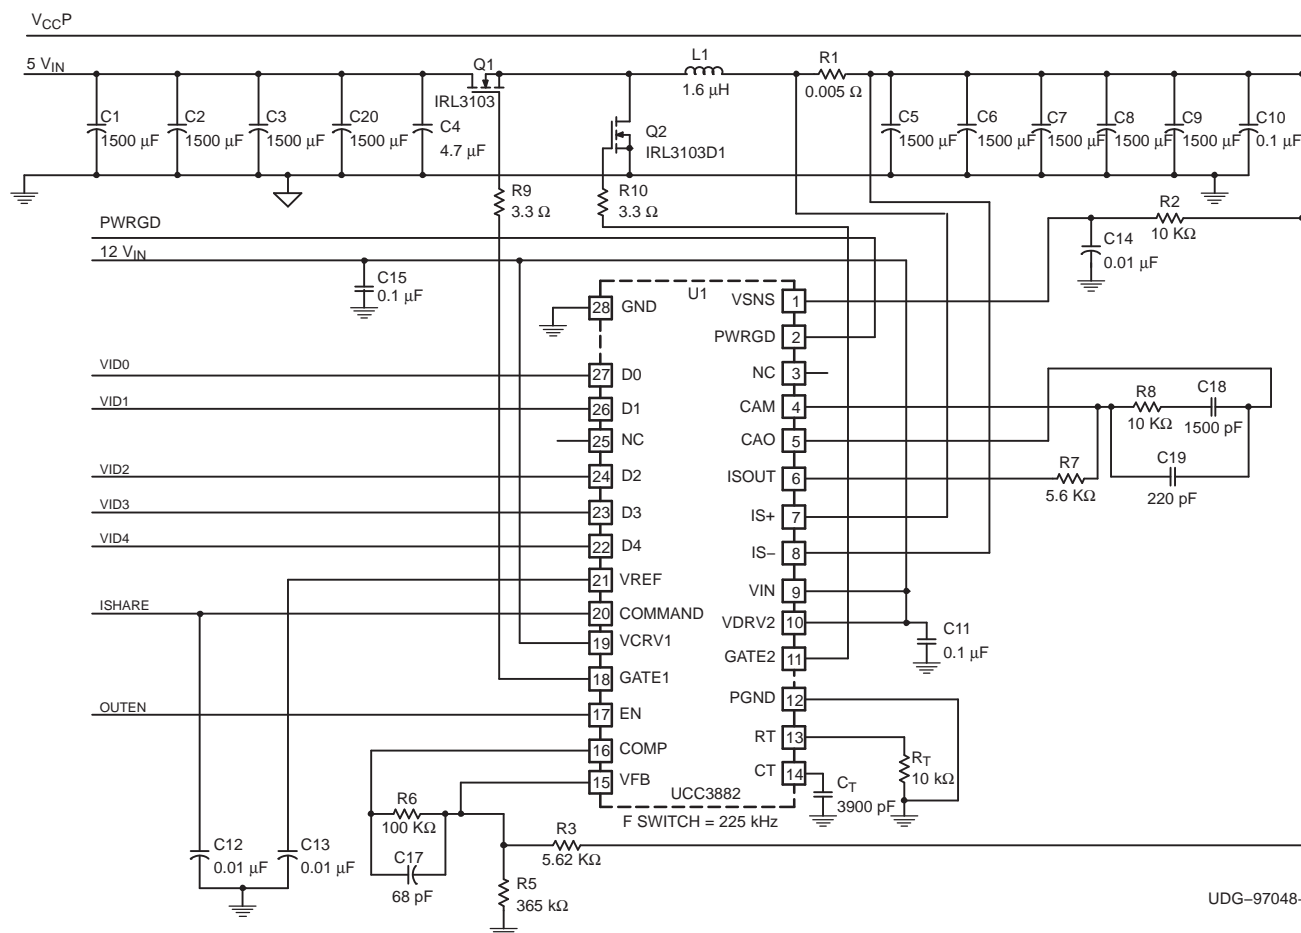 VCCP
5 VIN
Q1
IRL3103
L1
1.6 μH
R1
0.005 Ω
C1
1500 μF
C2
1500 μF
C3
1500 μF
C20
1500 μF
C4
4.7 μF
Q2
IRL3103D1
C5
1500 μF
C6
1500 μF
C7
1500 μF
C8
1500 μF
C9
1500 μF
C10
0.1 μF
R9
3.3 Ω
R10
3.3 Ω
R2
10 KΩ
C14
0.01 μF
PWRGD
12 VIN
C15
0.1 μF
U1
28 GND
27 D0
26 D1
25 NC
24 D2
23 D3
22 D4
21 VREF
20 COMMAND
19 VCRV1
18 GATE1
17 EN
16 COMP
15 VFB
VSNS 1
PWRGD 2
NC 3
CAM 4
CAO 5
ISOUT 6
IS+ 7
IS− 8
VIN 9
VDRV2 10
GATE2 11
PGND 12
RT 13
CT 14
UCC3882
F SWITCH = 225 kHz
VID0
VID1
VID2
VID3
VID4
ISHARE
OUTEN
R8
10 KΩ
C18
1500 pF
C19
220 pF
R7
5.6 KΩ
C11
0.1 μF
RT
10 kΩ
CT
3900 pF
R6
100 KΩ
C17
68 pF
R3
5.62 KΩ
R5
365 kΩ
C12
0.01 μF
C13
0.01 μF
UDG−97048-